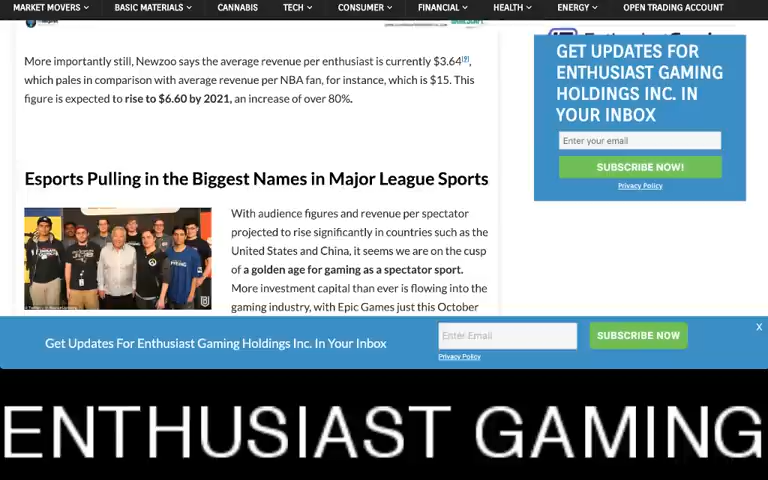 MARKET MOVERS BASIC MATERIALS CANNABIS TECH CONSUMER FINANCIAL HEALTH ENERGY OPEN TRADING ACCOUNT
More importantly still, Newzoo says the average revenue per enthusiast is currently $3.64[9],
which pales in comparison with average revenue per NBA fan, for instance, which is $15. This
figure is expected to rise to $6.60 by 2021, an increase of over 80%.
GET UPDATES FOR
ENTHUSIAST GAMING
HOLDINGS INC. IN
YOUR INBOX
Enter your email
SUBSCRIBE NOW!
Privacy Policy
Esports Pulling in the Biggest Names in Major League Sports
With audience figures and revenue per spectator
projected to rise significantly in countries such as the
United States and China, it seems we are on the cusp
of a golden age for gaming as a spectator sport.
More investment capital than ever is flowing into the
gaming industry, with Epic Games just this October
Get Updates For Enthusiast Gaming Holdings Inc. In Your Inbox
Enter Email
SUBSCRIBE NOW
X
Privacy Policy
ENTHUSIAST GAMING